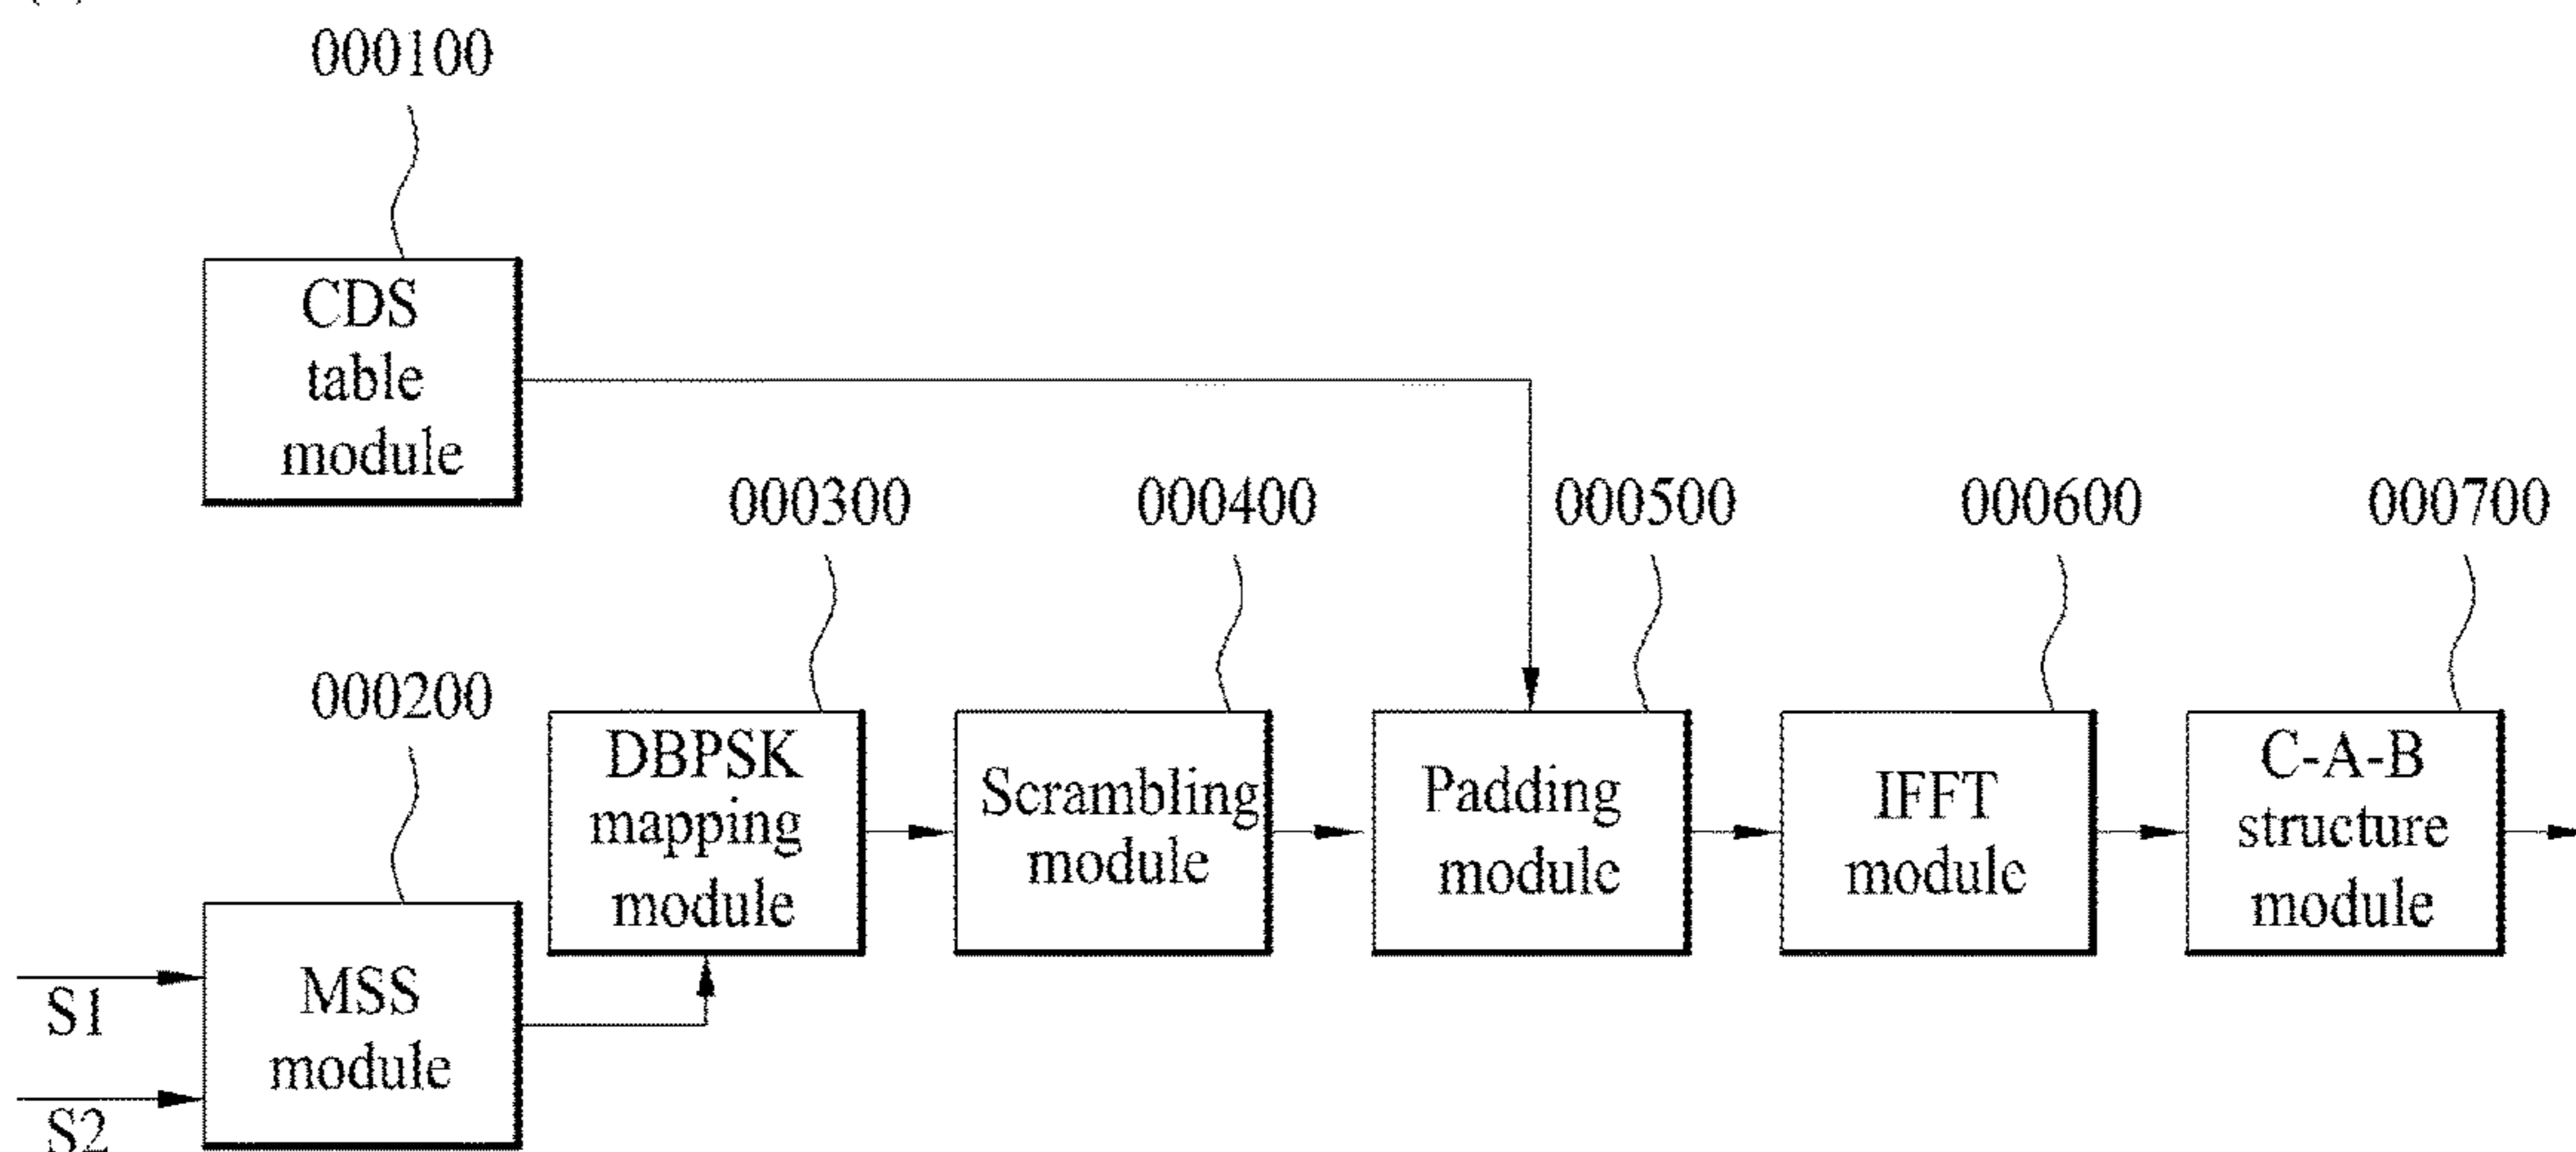 000100
CDS
table
module
000300
000400
000500
000600
000700
000200
DBPSK
mapping
module
Scrambling
module
Padding
module
IFFT
module
C-A-B
structure
module
MSS
module
S1
S2